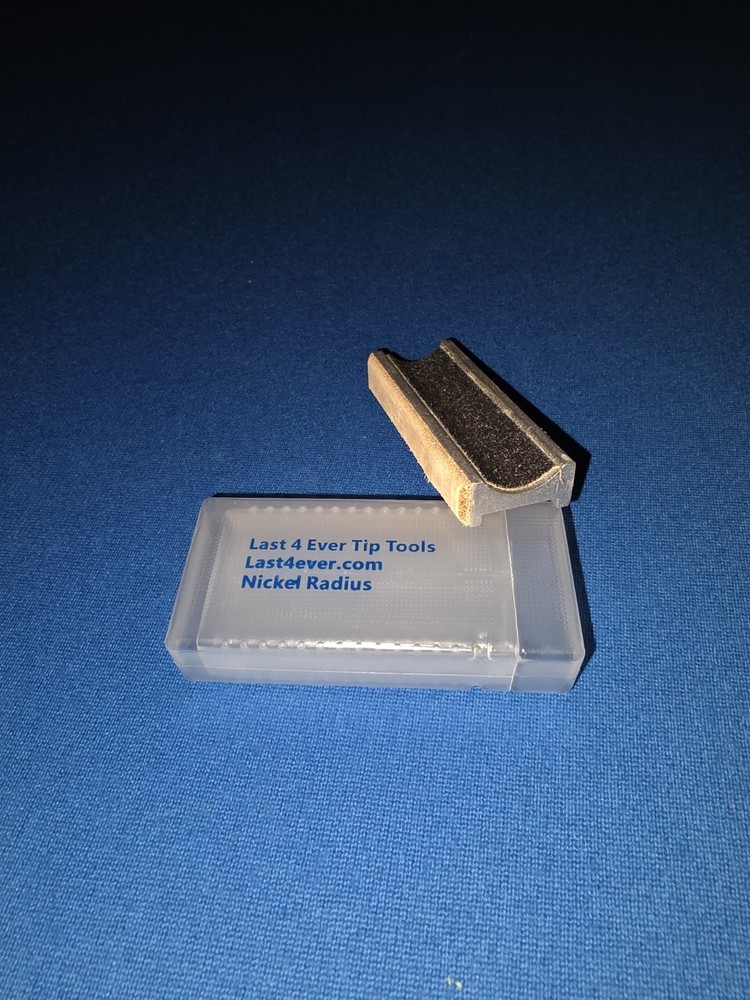 Last 4 Ever Tip Tools
Last4ever.com
Nickel Radius